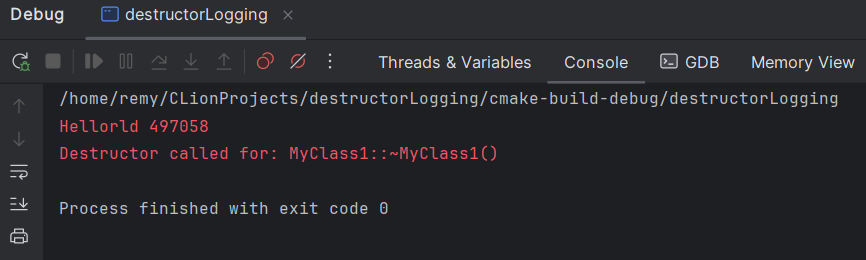 Debug destructorLogging
Threads & Variables Console GDB Memory View
/home/remy/CLionProjects/destructorLogging/cmake-build-debug/destructorLogging
Hellorld 497058
Destructor called for: MyClass1::~MyClass1()
Process finished with exit code 0